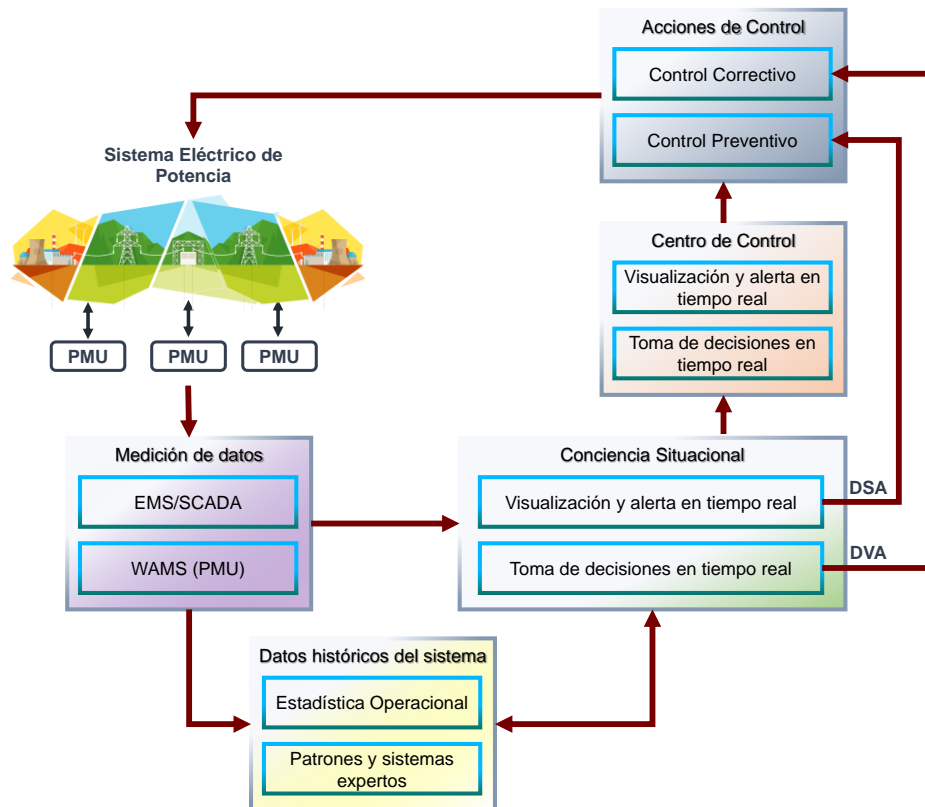 Acciones de Control
Control Correctivo
Control Preventivo
Sistema Eléctrico de
Potencia
PMU
PMU
PMU
Centro de Control
Visualización y alerta en
tiempo real
Toma de decisiones en
tiempo real
Medición de datos
EMS/SCADA
WAMS (PMU)
Conciencia Situacional
Visualización y alerta en tiempo real
Toma de decisiones en tiempo real
DSA
DVA
Datos históricos del sistema
Estadística Operacional
Patrones y sistemas
expertos